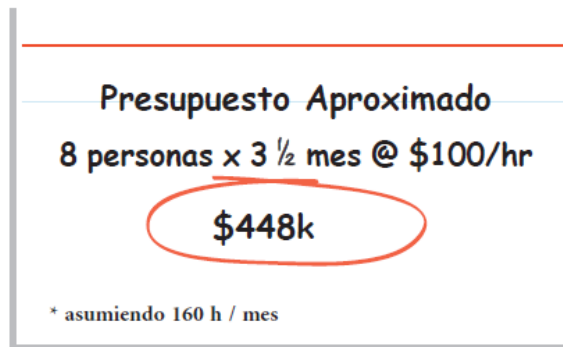 Presupuesto Aproximado
8 personas x 3 ½ mes @ $100/hr
$448k
* asumiendo 160 h / mes